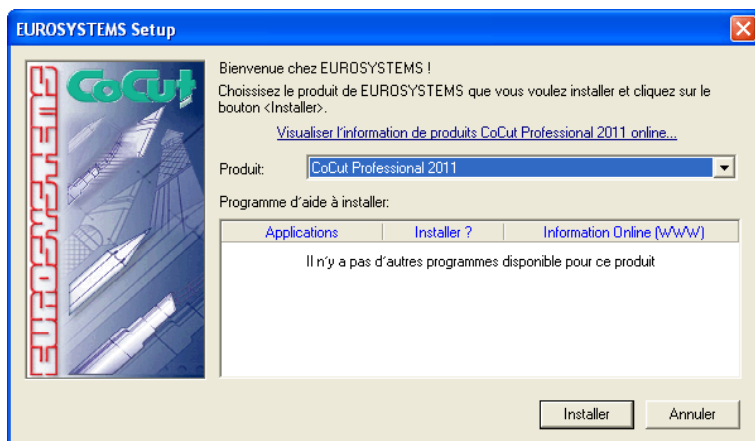 EUROSYSTEMS Setup
EUROSYSTEMS
CoCut
Bienvenue chez EUROSYSTEMS !
Choissisez le produit de EUROSYSTEMS que vous voulez installer et cliquez sur le
bouton <Installer>.
Visualiser l´information de produits CoCut Professional 2011 online...
Produit:
CoCut Professional 2011
Programme d´aide à installer:
Applications Installer ? Information Online (WWW)
Il n´y a pas d´autres programmes disponible pour ce produit
Installer
Annuler